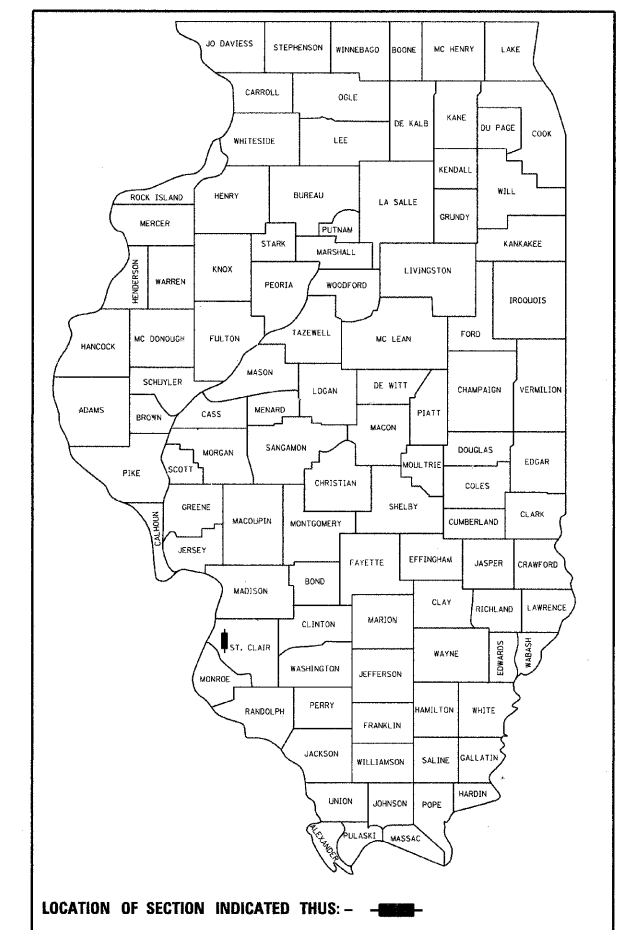 JO DAVIESS STEPHENSON WINNEBAGO BOONE MC HENRY LAKE
CARROLL OGLE DE KALB KANE DU PAGE COOK
WHITESIDE LEE KENDALL
ROCK ISLAND HENRY BUREAU LA SALLE GRUNDY WILL
MERCER STARK PUTNAM KANKAKEE
HENDERSON WARREN KNOX MARSHALL LIVINGSTON
PEORIA WOODFORD IROQUOIS
HANCOCK MC DONOUGH FULTON TAZEWELL MC LEAN FORD
MASON
SCHUYLER LOGAN DE WITT CHAMPAIGN VERMILION
ADAMS BROWN CASS MENARD MACON PIATT
PIKE SCOTT MORGAN SANGAMON MOULTRIE DOUGLAS EDGAR
CHRISTIAN COLES
CALHOUN GREENE MACOUPIN MONTGOMERY SHELBY CUMBERLAND CLARK
JERSEY FAYETTE EFFINGHAM JASPER CRAWFORD
MADISON BOND CLAY RICHLAND LAWRENCE
CLINTON MARION
ST. CLAIR WASHINGTON WAYNE EDWARDS WABASH
MONROE JEFFERSON
RANDOLPH PERRY HAMILTON WHITE
FRANKLIN
JACKSON WILLIAMSON SALINE GALLATIN
UNION JOHNSON POPE HARDIN
ALEXANDER PULASKI MASSAC
LOCATION OF SECTION INDICATED THUS: -